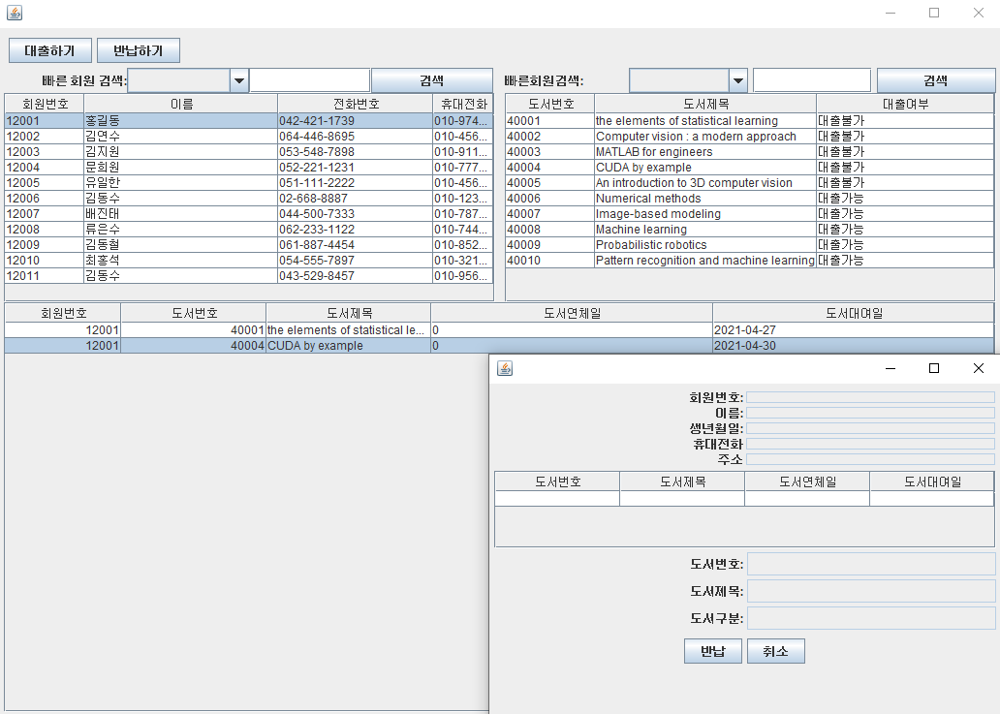 대출하기 반납하기
빠른 회원 검색: 검색 빠른회원검색: 검색
회원번호 이름 전화번호 휴대전화 도서번호 도서제목 대출여부
12001 홍길동 042-421-1739 010-974... 40001 the elements of statistical learning 대출불가
12002 김연수 064-446-8695 010-456... 40002 Computer vision : a modern approach 대출불가
12003 김지원 053-548-7898 010-911... 40003 MATLAB for engineers 대출불가
12004 문희원 052-221-1231 010-777... 40004 CUDA by example 대출불가
12005 유일한 051-111-2222 010-456... 40005 An introduction to 3D computer vision 대출불가
12006 김동수 02-668-8887 010-123... 40006 Numerical methods 대출가능
12007 배진태 044-500-7333 010-787... 40007 Image-based modeling 대출가능
12008 류은수 062-233-1122 010-744... 40008 Machine learning 대출가능
12009 김동철 061-887-4454 010-852... 40009 Probabilistic robotics 대출가능
12010 최홍석 054-555-7897 010-321... 40010 Pattern recognition and machine learning 대출가능
12011 김동수 043-529-8457 010-956...
회원번호 도서번호 도서제목 도서연체일 도서대여일
12001 40001 the elements of statistical le... 0 2021-04-27
12001 40004 CUDA by example 0 2021-04-30
회원번호:
이름:
생년월일:
휴대전화
주소
도서번호 도서제목 도서연체일 도서대여일
도서번호:
도서제목:
도서구분:
반납 취소